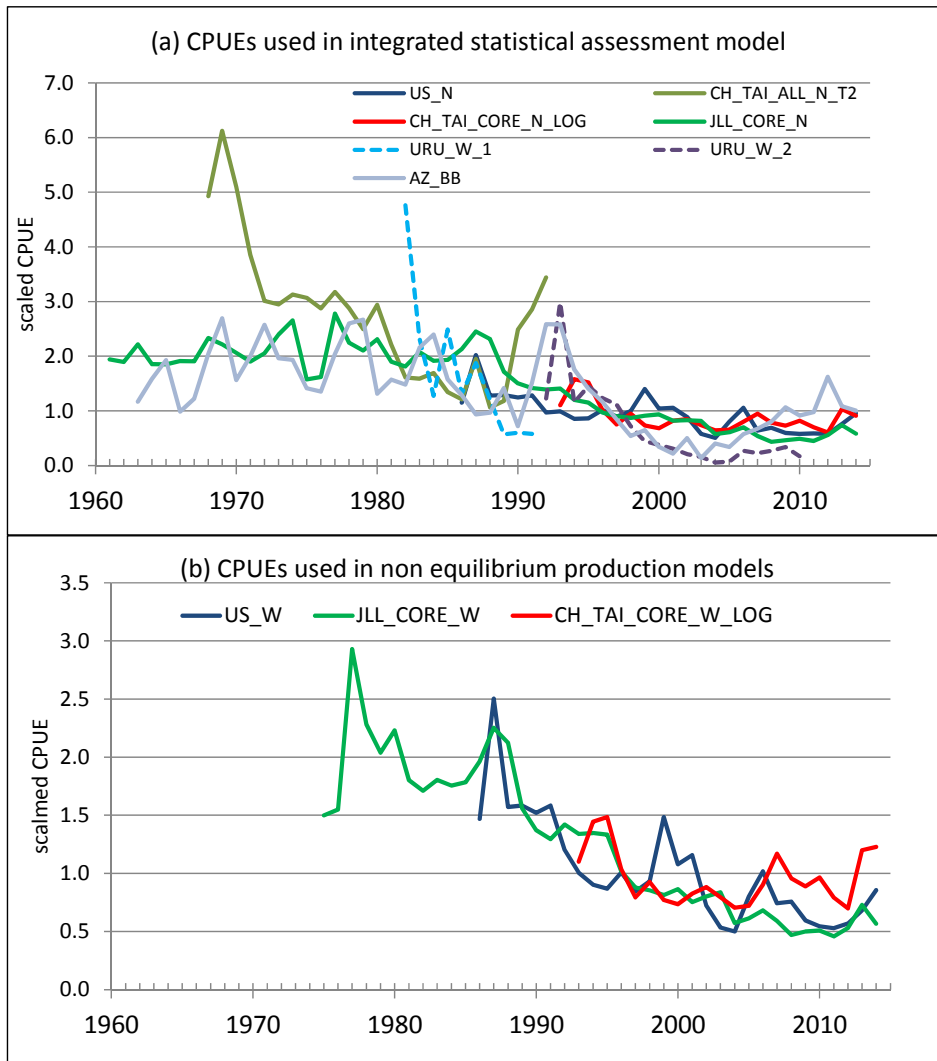 (a) CPUEs used in integrated statistical assessment model
7.0
6.0
5.0
4.0
3.0
2.0
1.0
0.0
scaled CPUE
US_N CH_TAI_ALL_N_T2
CH_TAI_CORE_N_LOG JLL_CORE_N
URU_W_1 URU_W_2
AZ_BB
1960 1970 1980 1990 2000 2010
(b) CPUEs used in non equilibrium production models
3.5
3.0
2.5
2.0
1.5
1.0
0.5
0.0
scalmed CPUE
US_W JLL_CORE_W CH_TAI_CORE_W_LOG
1960 1970 1980 1990 2000 2010